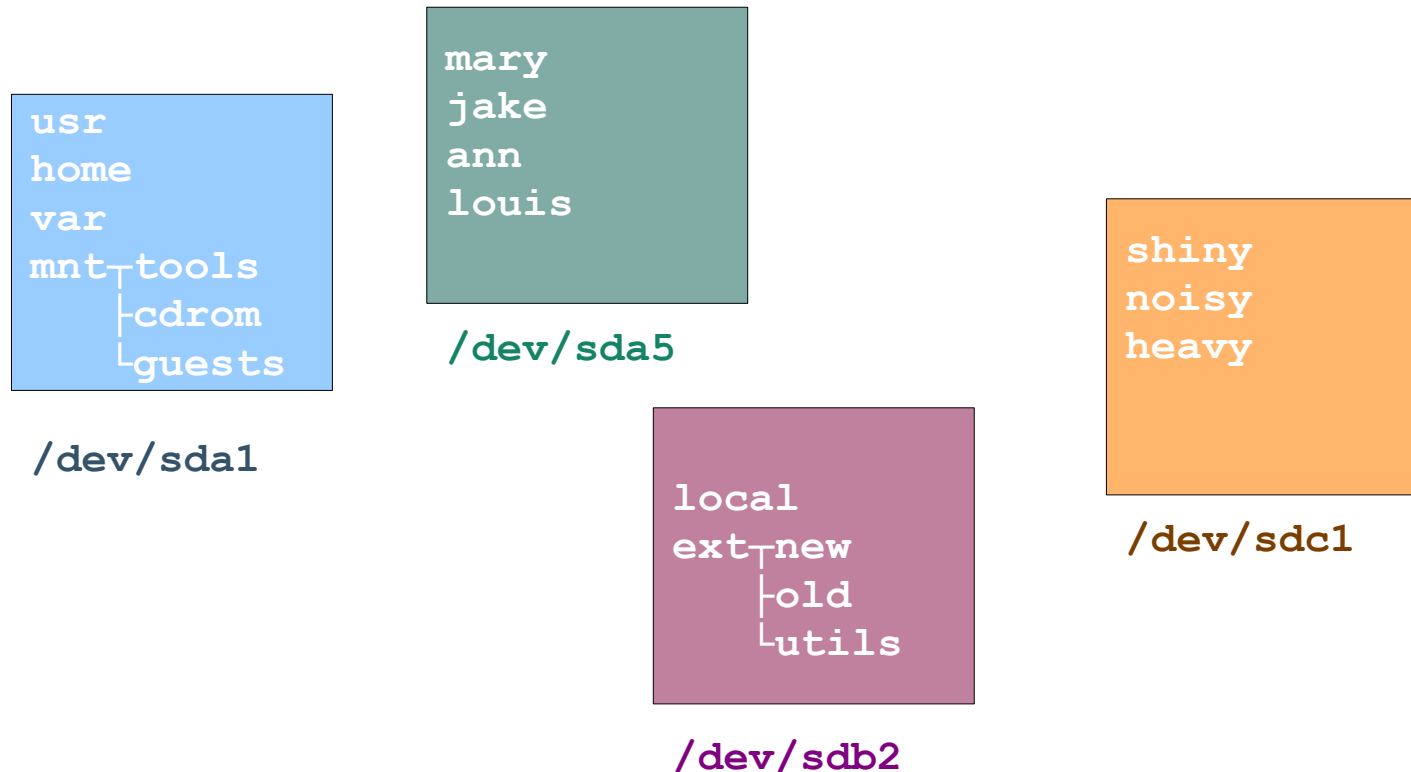 usr
home
var
mnt┬tools
├cdrom
└guests
/dev/sda1
mary
jake
ann
louis
/dev/sda5
local
ext┬new
├old
└utils
/dev/sdb2
shiny
noisy
heavy
/dev/sdc1